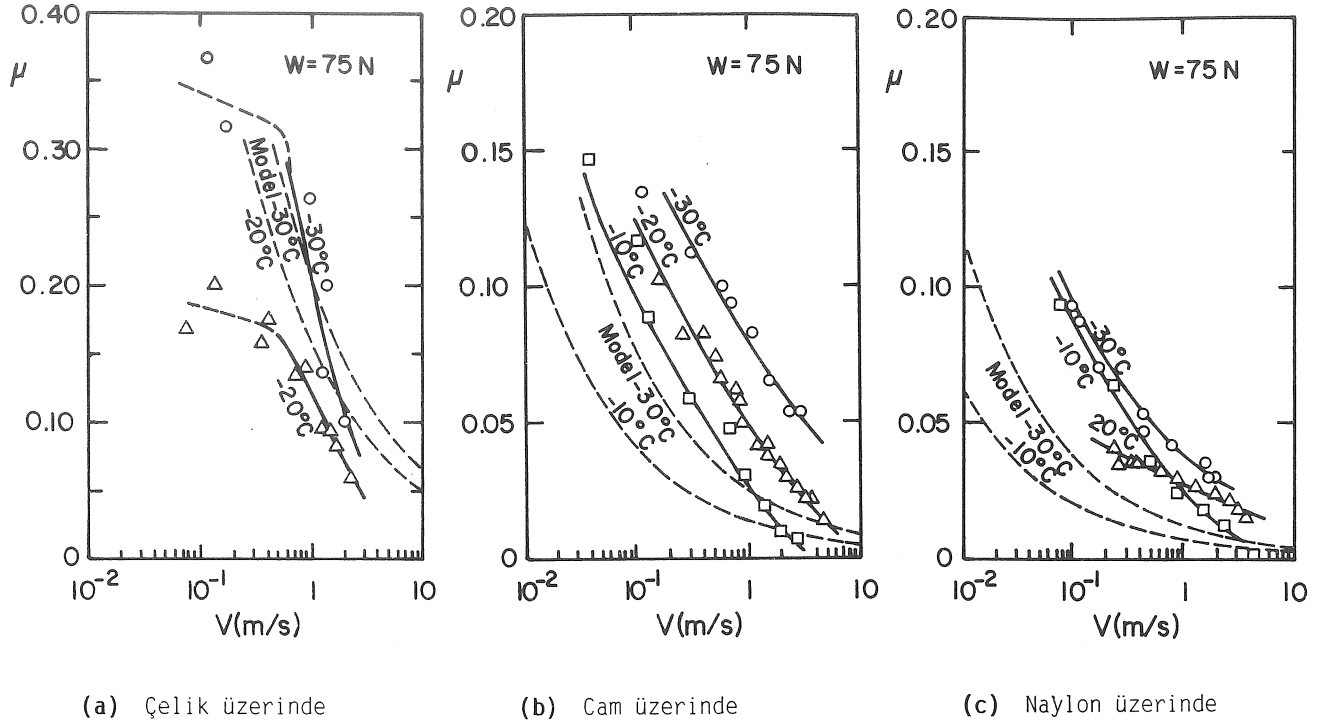 0.40
μ
0.30
0.20
0.10
0
W=75N
Model-30°C
-20°C
-30°C
-20°C
10-2
10-1
1
10
V(m/s)
(a) Çelik üzerinde
0.20
μ
0.15
0.10
0.05
0
W=75N
-30°C
-20°C
-10°C
Model-30°C
-10°C
10-2
10-1
1
10
V(m/s)
(b) Cam üzerinde
0.20
μ
0.15
0.10
0.05
0
W=75N
-30°C
-10°C
-20°C
Model-30°C
-10°C
10-2
10-1
1
10
V(m/s)
(c) Naylon üzerinde